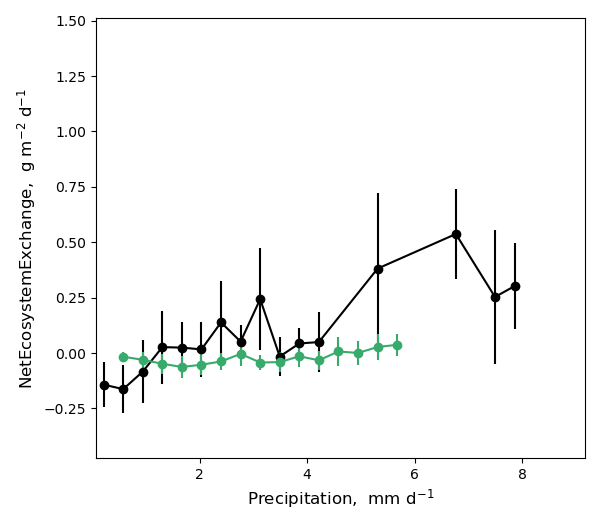 1.50
1.25
1.00
0.75
0.50
0.25
0.00
−0.25
NetEcosystemExchange, g m⁻² d⁻¹
2 4 6 8
Precipitation, mm d⁻¹